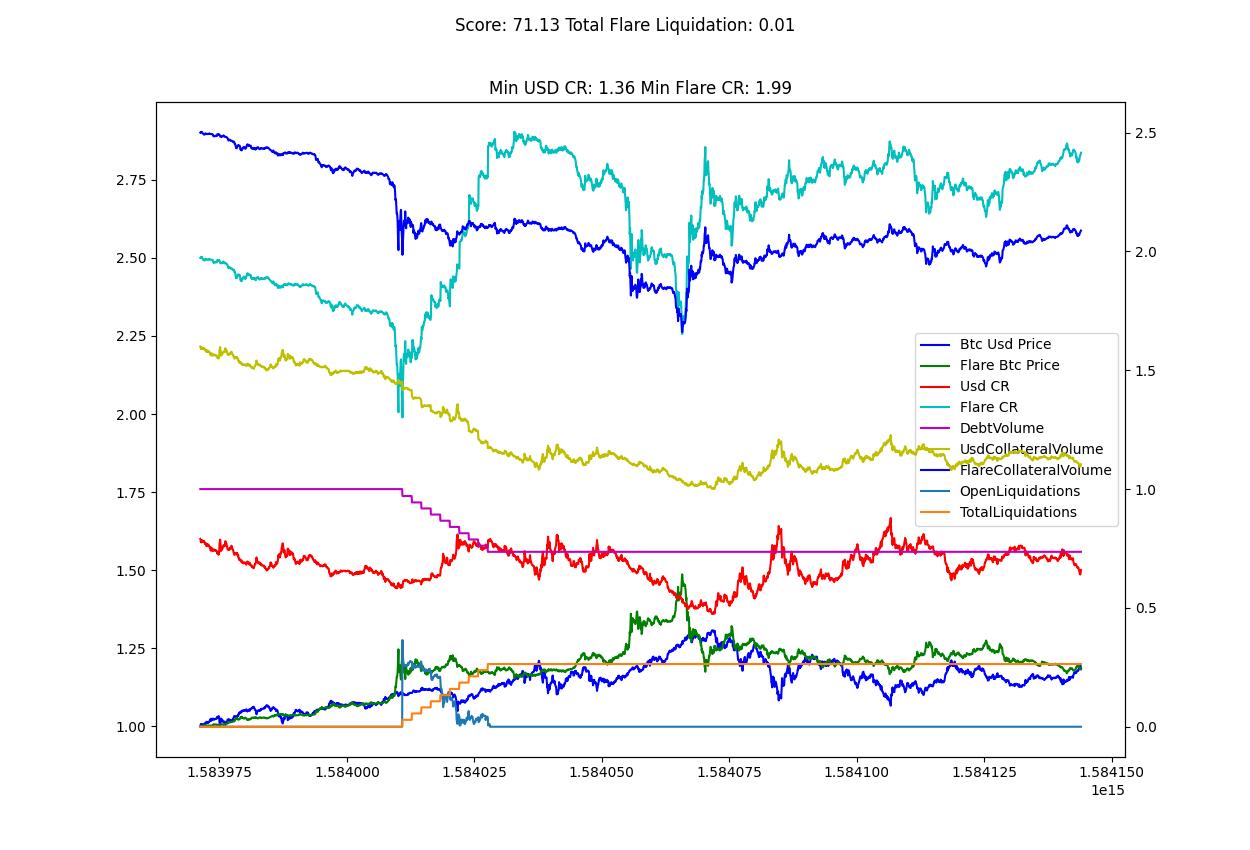 Score: 71.13 Total Flare Liquidation: 0.01
Min USD CR: 1.36 Min Flare CR: 1.99
2.75
2.50
2.25
2.00
1.75
1.50
1.25
1.00
2.5
2.0
1.5
1.0
0.5
0.0
Btc Usd Price
Flare Btc Price
Usd CR
Flare CR
DebtVolume
UsdCollateralVolume
FlareCollateralVolume
OpenLiquidations
TotalLiquidations
1.583975 1.584000 1.584025 1.584050 1.584075 1.584100 1.584125 1.584150
1e15